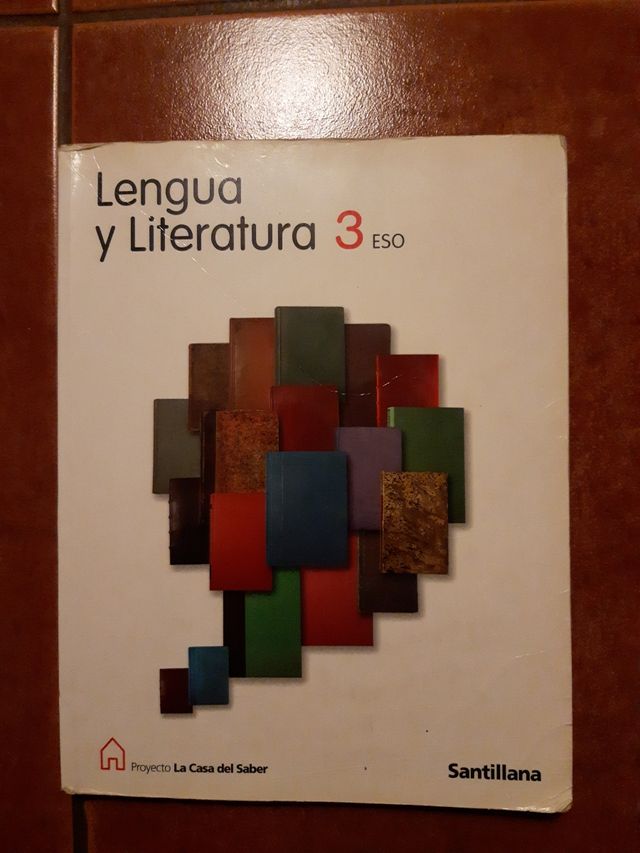 Lengua
y Literatura 3 ESO
Proyecto La Casa del Saber
Santillana